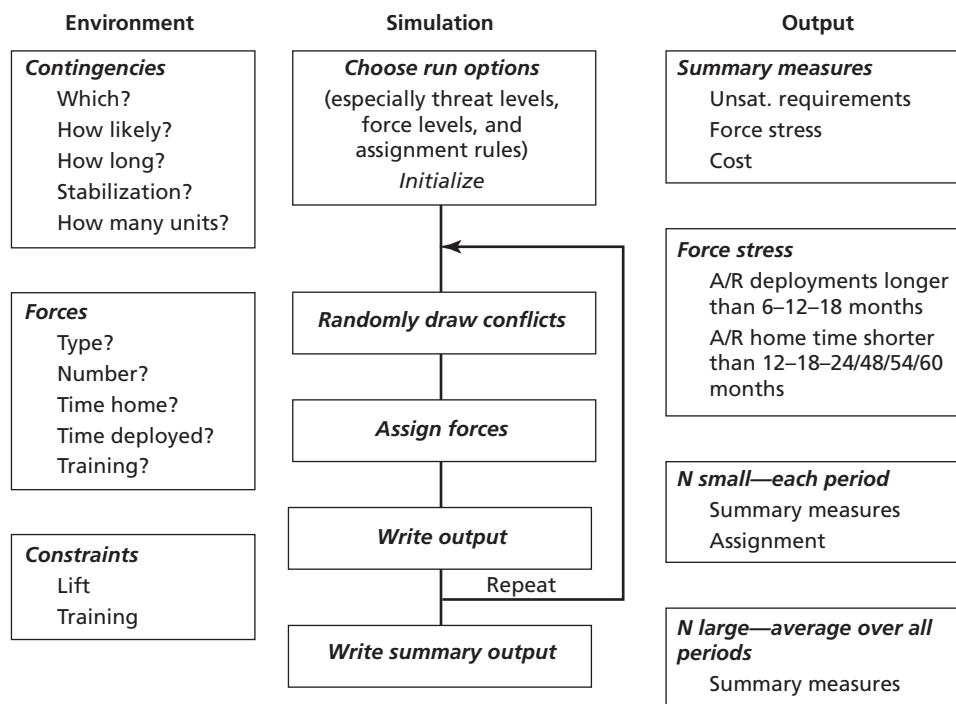 Environment
Contingencies
Which?
How likely?
How long?
Stabilization?
How many units?
Forces
Type?
Number?
Time home?
Time deployed?
Training?
Constraints
Lift
Training
Simulation
Choose run options
(especially threat levels,
force levels, and
assignment rules)
Initialize
Randomly draw conflicts
Assign forces
Write output
Repeat
Write summary output
Output
Summary measures
Unsat. requirements
Force stress
Cost
Force stress
A/R deployments longer
than 6–12–18 months
A/R home time shorter
than 12–18–24/48/54/60
months
N small—each period
Summary measures
Assignment
N large—average over all
periods
Summary measures